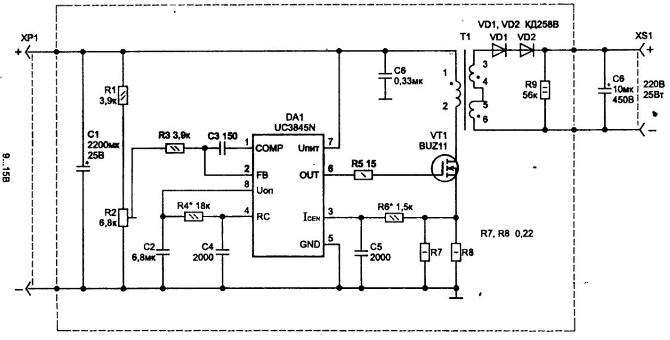 VD1, VD2 КД258В
XP1
T1
VD1 VD2
XS1
+
+
1
2
3
4
5
6
C6
0,33мк
R9
56к
C6
10мк
450В
220В
25Вт
R1
3,9к
DA1
UC3845N
R3 3,9к
C3 150
VT1
BUZ11
C1
2200мк
25В
9...15В
1 COMP
Uпит 7
2 FB
OUT 6
R5 15
8 Uоп
R2
6,8к
R4* 18к
4 RC
ICEN 3
R6* 1,5к
GND 5
C2
6,8мк
C4
2000
C5
2000
R7
R8
R7, R8 0,22
–
–